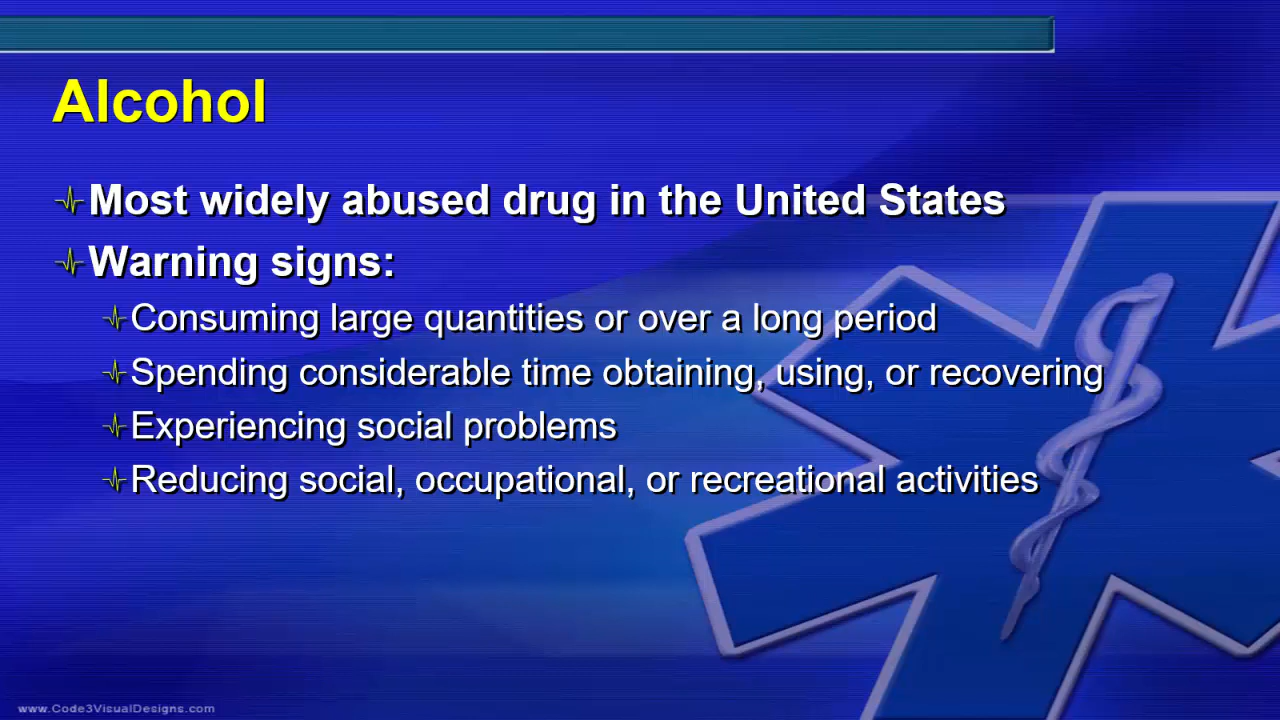 Alcohol
Most widely abused drug in the United States
Warning signs:
Consuming large quantities or over a long period
Spending considerable time obtaining, using, or recovering
Experiencing social problems
Reducing social, occupational, or recreational activities
www.Code3VisualDesigns.com